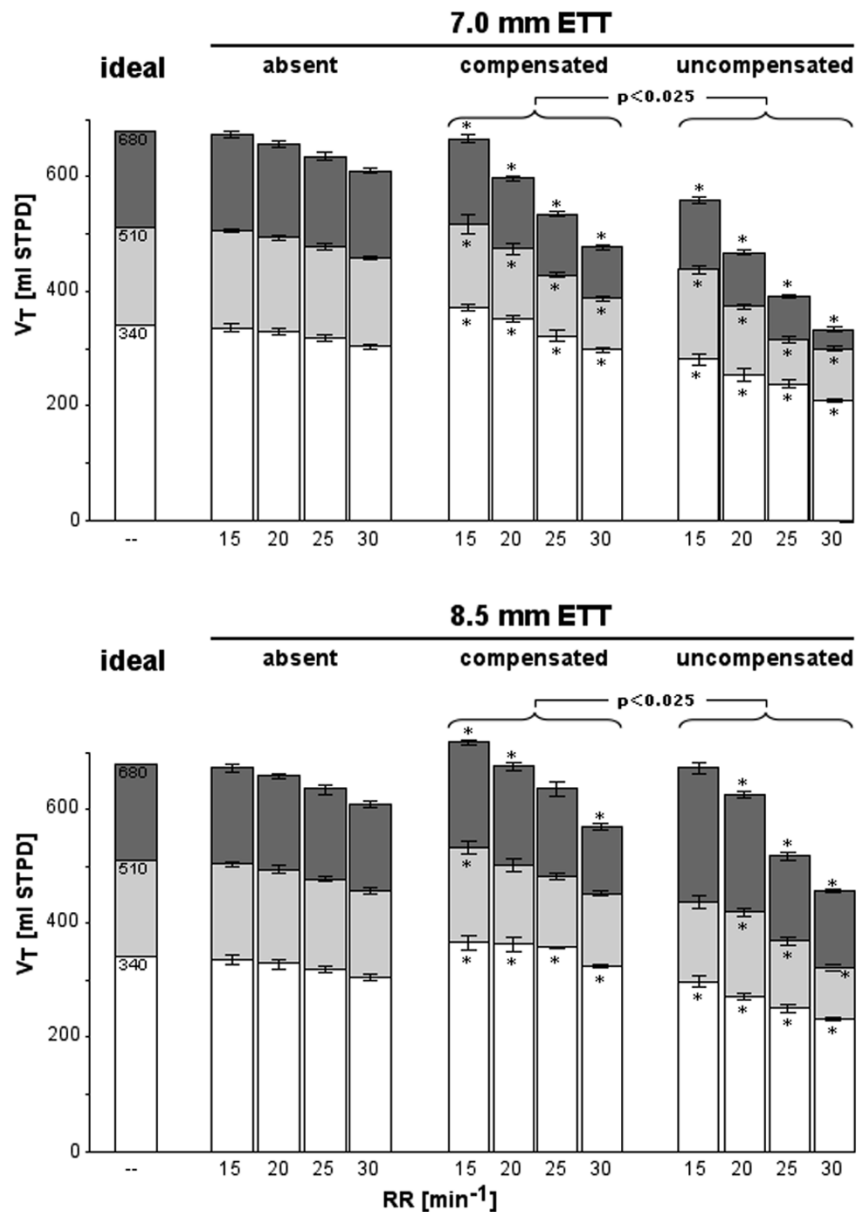 7.0 mm ETT
ideal absent compensated uncompensated
p<0.025
680
* * * * * * * *
600
510
* * * * * * * *
400
340
* * * * * * * *
VT [ml STPD]
200
0
-- 15 20 25 30 15 20 25 30 15 20 25 30
8.5 mm ETT
ideal absent compensated uncompensated
p<0.025
680
* * * * * *
600
510
* * * *
400
340
* * * * * * * *
VT [ml STPD]
200
0
-- 15 20 25 30 15 20 25 30 15 20 25 30
RR [min-1]